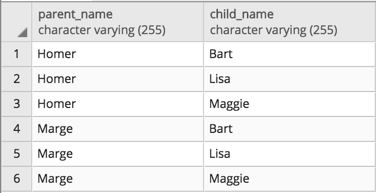 parent_name child_name
character varying (255) character varying (255)
1 Homer Bart
2 Homer Lisa
3 Homer Maggie
4 Marge Bart
5 Marge Lisa
6 Marge Maggie